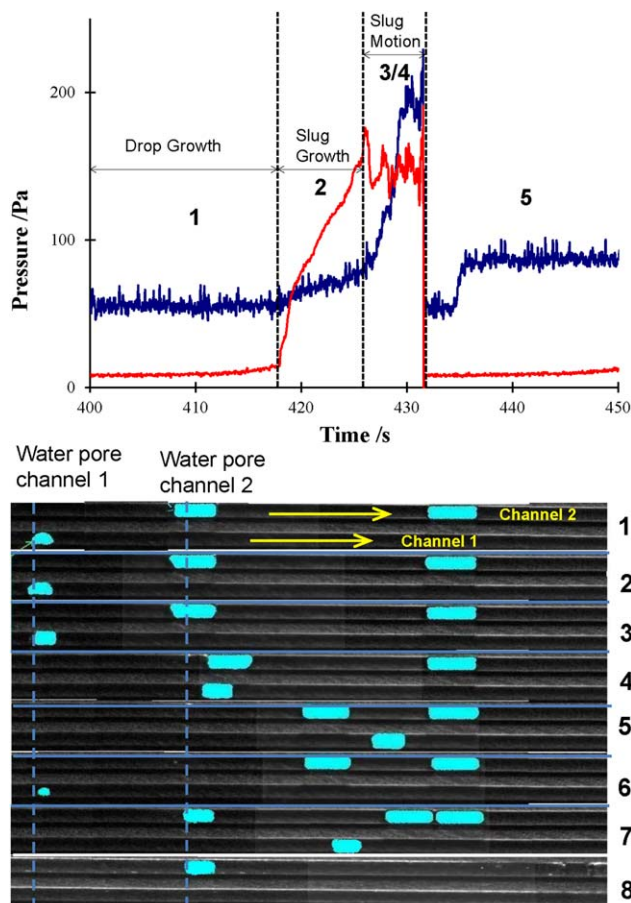 Slug
Motion
3/4
200
Drop Growth
Slug
Growth
2
1
5
100
0
Pressure /Pa
400
410
420
430
440
450
Time /s
Water pore
channel 1
Water pore
channel 2
Channel 2
1
Channel 1
2
3
4
5
6
7
8